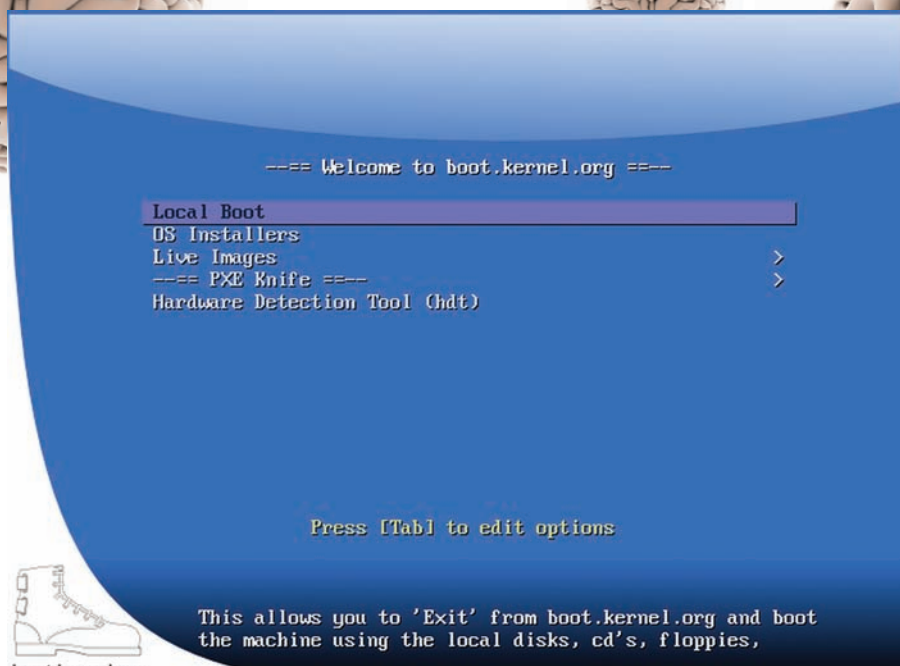 --== Welcome to boot.kernel.org ==--
Local Boot
OS Installers
Live Images >
--== PXE Knife ==-- >
Hardware Detection Tool (hdt)
Press [Tab] to edit options
This allows you to 'Exit' from boot.kernel.org and boot
the machine using the local disks, cd's, floppies,